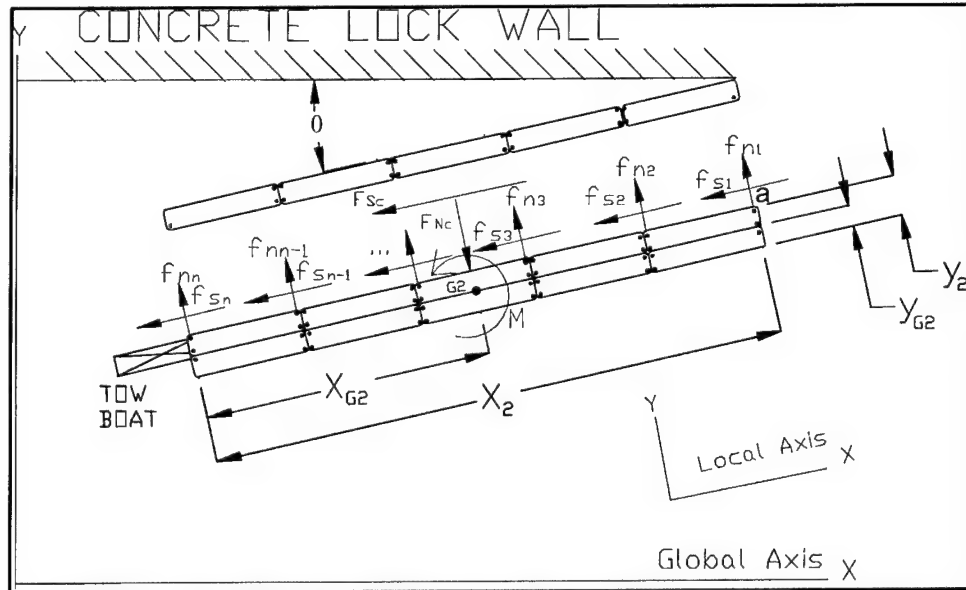 Y CONCRETE LOCK WALL
θ
fn1
a
fs1
fn2
fs2
FSc
fn3
FNc
fs3
...
fnn-1
fsn-1
fnn
fsn
G2
M
y2
yG2
TOW
BOAT
XG2
X2
Y
Local Axis X
Global Axis X